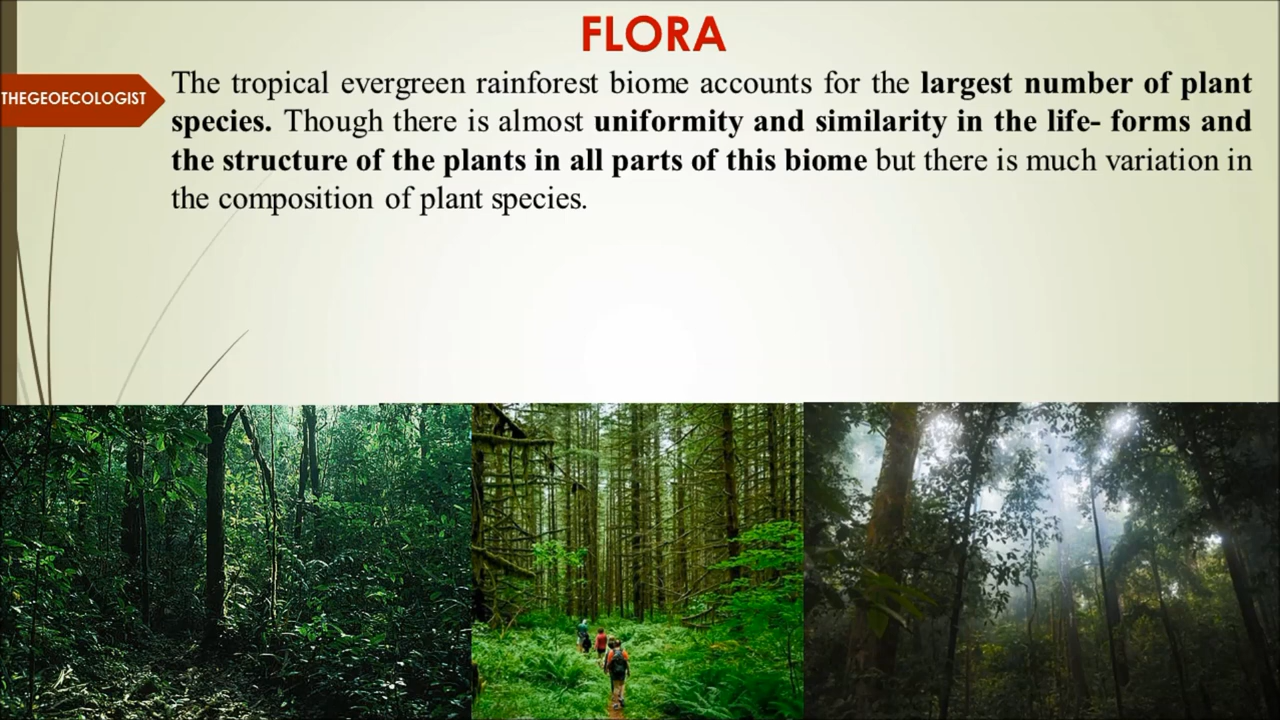 FLORA
THEGEOECOLOGIST
The tropical evergreen rainforest biome accounts for the largest number of plant
species. Though there is almost uniformity and similarity in the life- forms and
the structure of the plants in all parts of this biome but there is much variation in
the composition of plant species.